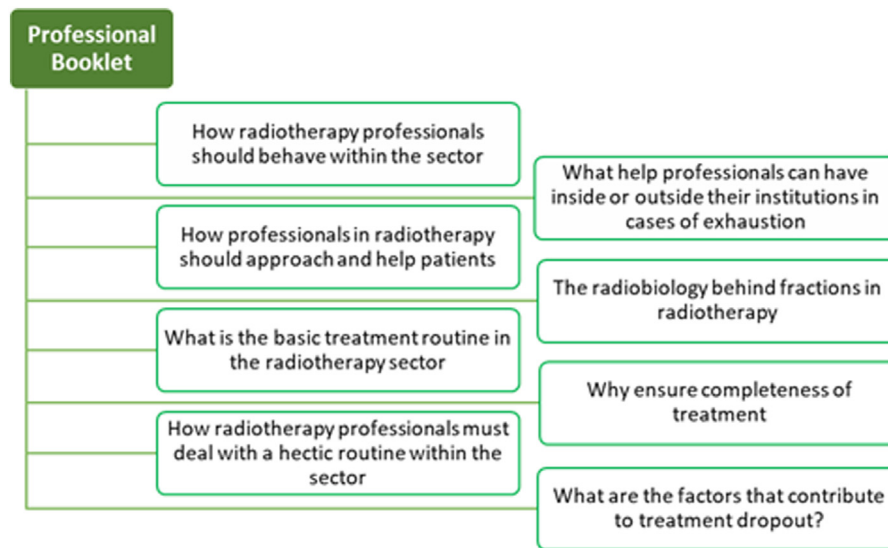 Professional
Booklet
How radiotherapy professionals
should behave within the sector
What help professionals can have
inside or outside their institutions in
cases of exhaustion
How professionals in radiotherapy
should approach and help patients
The radiobiology behind fractions in
radiotherapy
What is the basic treatment routine in
the radiotherapy sector
Why ensure completeness of
treatment
How radiotherapy professionals must
deal with a hectic routine within the
sector
What are the factors that contribute
to treatment dropout?